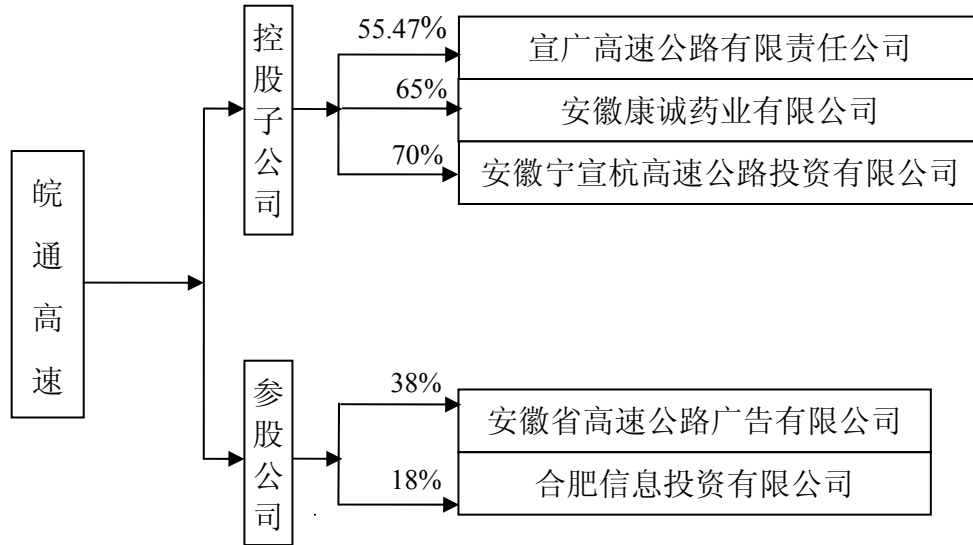 皖通高速
控股子公司
55.47%
宣广高速公路有限责任公司
65%
安徽康诚药业有限公司
70%
安徽宁宣杭高速公路投资有限公司
参股公司
38%
安徽省高速公路广告有限公司
18%
合肥信息投资有限公司